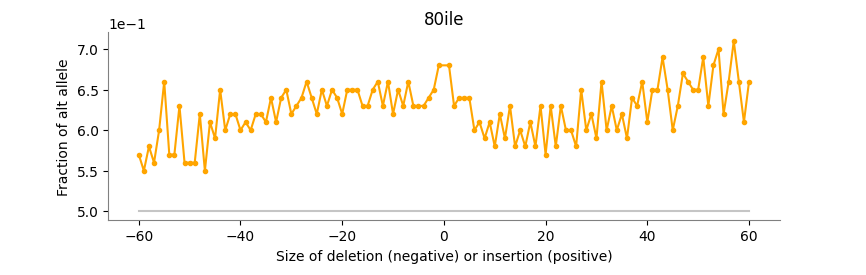 80ile
1e−1
7.0
6.5
6.0
5.5
5.0
Fraction of alt allele
−60 −40 −20 0 20 40 60
Size of deletion (negative) or insertion (positive)